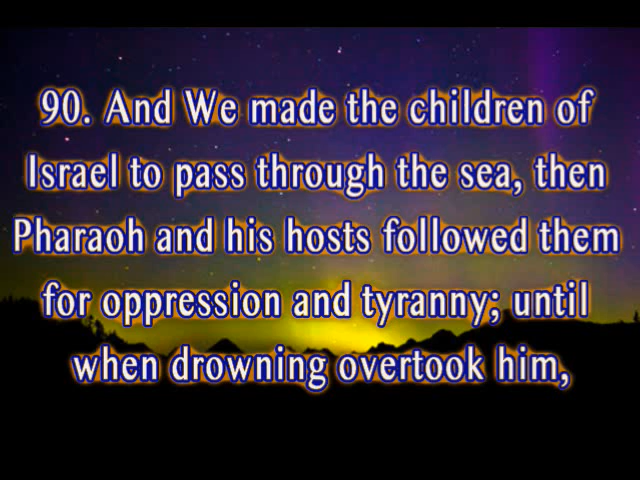 90. And We made the children of
Israel to pass through the sea, then
Pharaoh and his hosts followed them
for oppression and tyranny; until
when drowning overtook him,